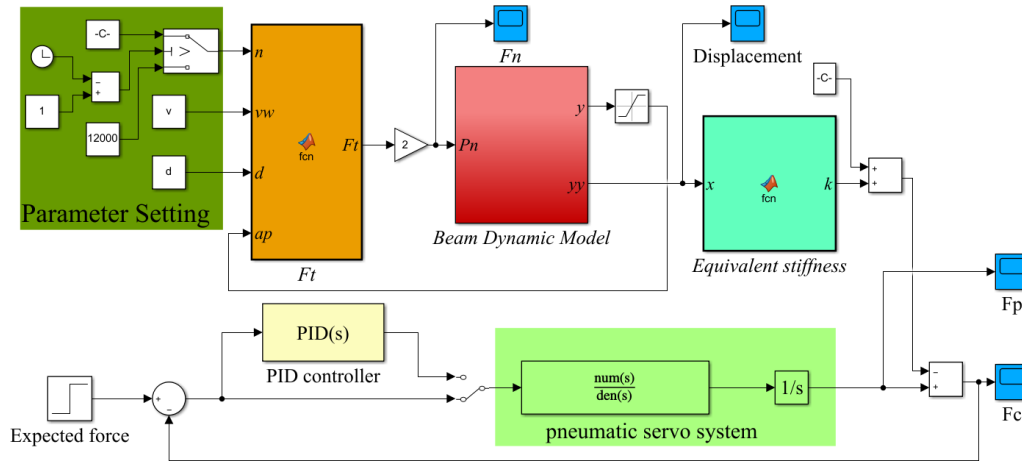 -C-
>
−
+
1
12000
v
d
Parameter Setting
n
vw
d
ap
fcn
Ft
Ft
2
Fn
Pn
y
yy
Beam Dynamic Model
Displacement
-C-
x
fcn
k
Equivalent stiffness
+
+
Fp
PID(s)
PID controller
Expected force
+
−
num(s)
den(s)
1/s
pneumatic servo system
−
+
Fc